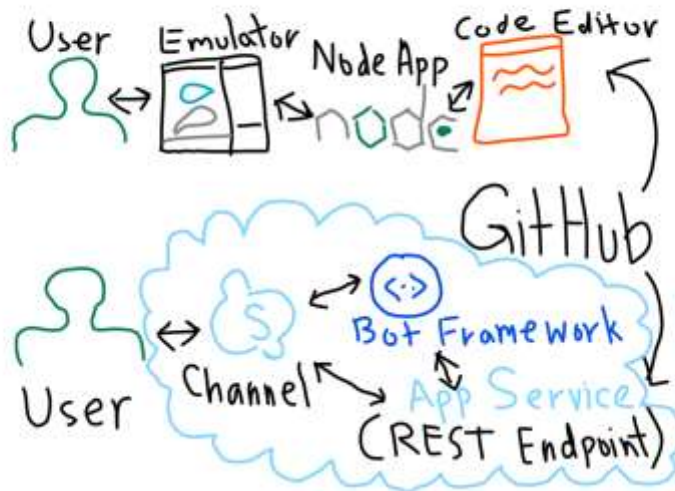 User
Emulator
Node App
Code Editor
node
GitHub
S
<·>
Bot Framework
Channel
App Service
(REST Endpoint)
User